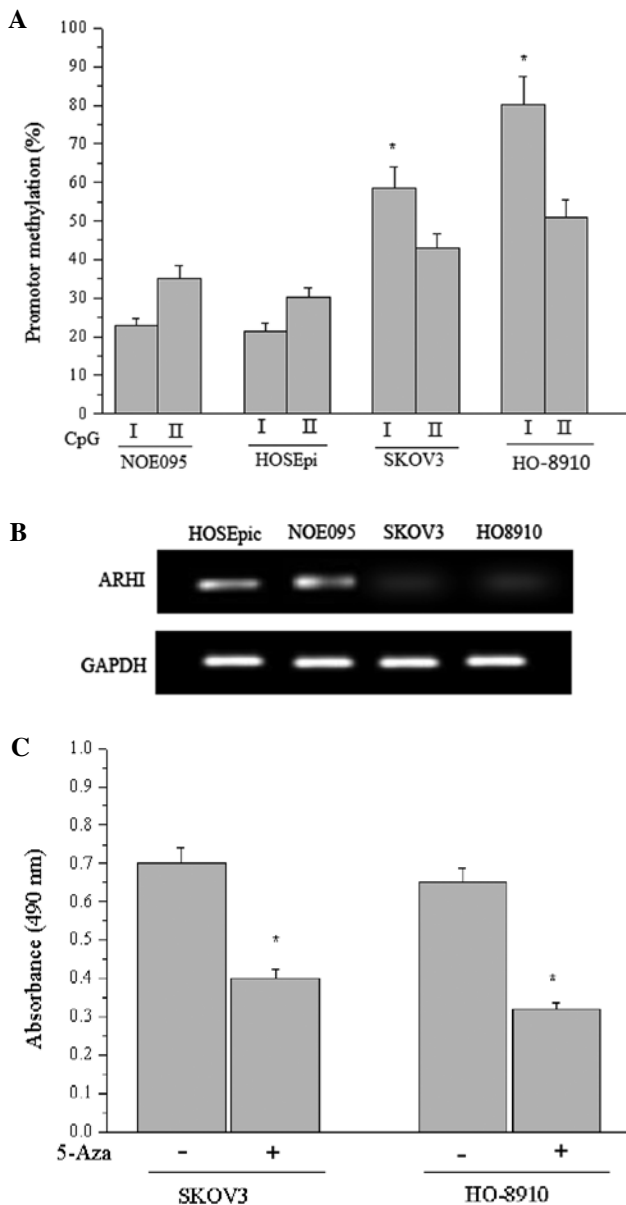 A
Promotor methylation (%)
100
90
80
70
60
50
40
30
20
10
0
* *
CpG I II I II I II I II
NOE095 HOSEpi SKOV3 HO-8910
B
HOSEpic NOE095 SKOV3 HO8910
ARHI
GAPDH
C
Absorbance (490 nm)
1.0
0.9
0.8
0.7
0.6
0.5
0.4
0.3
0.2
0.1
0.0
* *
5-Aza - + - +
SKOV3 HO-8910